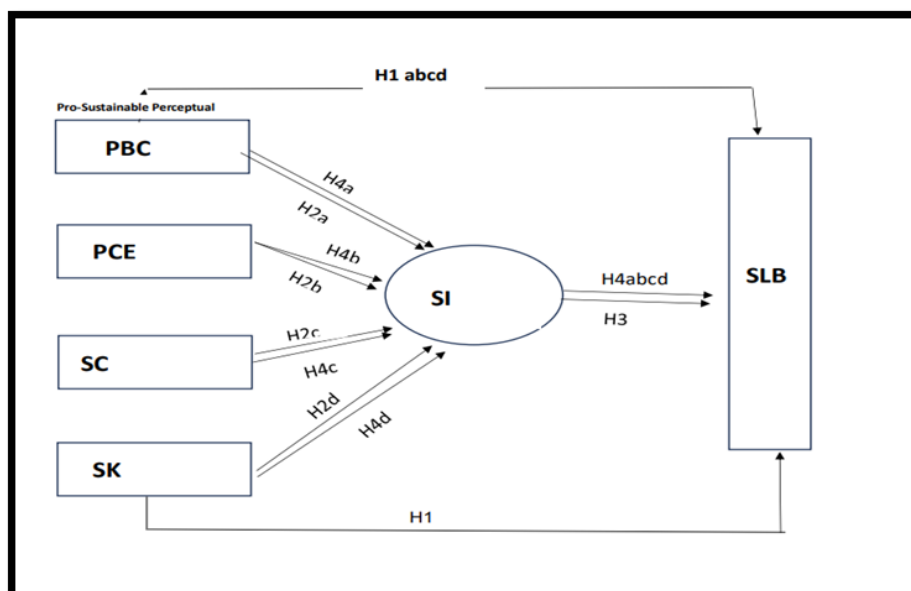 H1 abcd
Pro-Sustainable Perceptual
PBC
H4a
H2a
PCE
H4b
H2b
SI
H4abcd
H3
SLB
SC
H2c
H4c
SK
H2d
H4d
H1